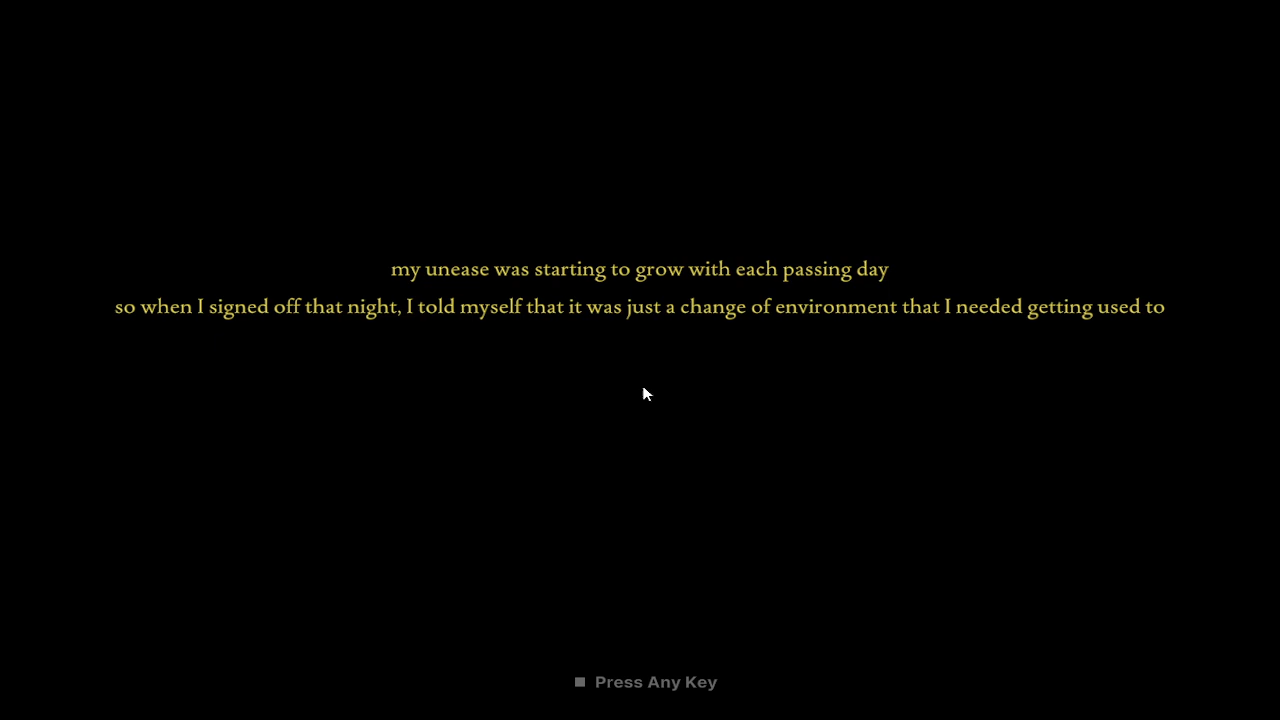 my unease was starting to grow with each passing day
so when I signed off that night, I told myself that it was just a change of environment that I needed getting used to
Press Any Key